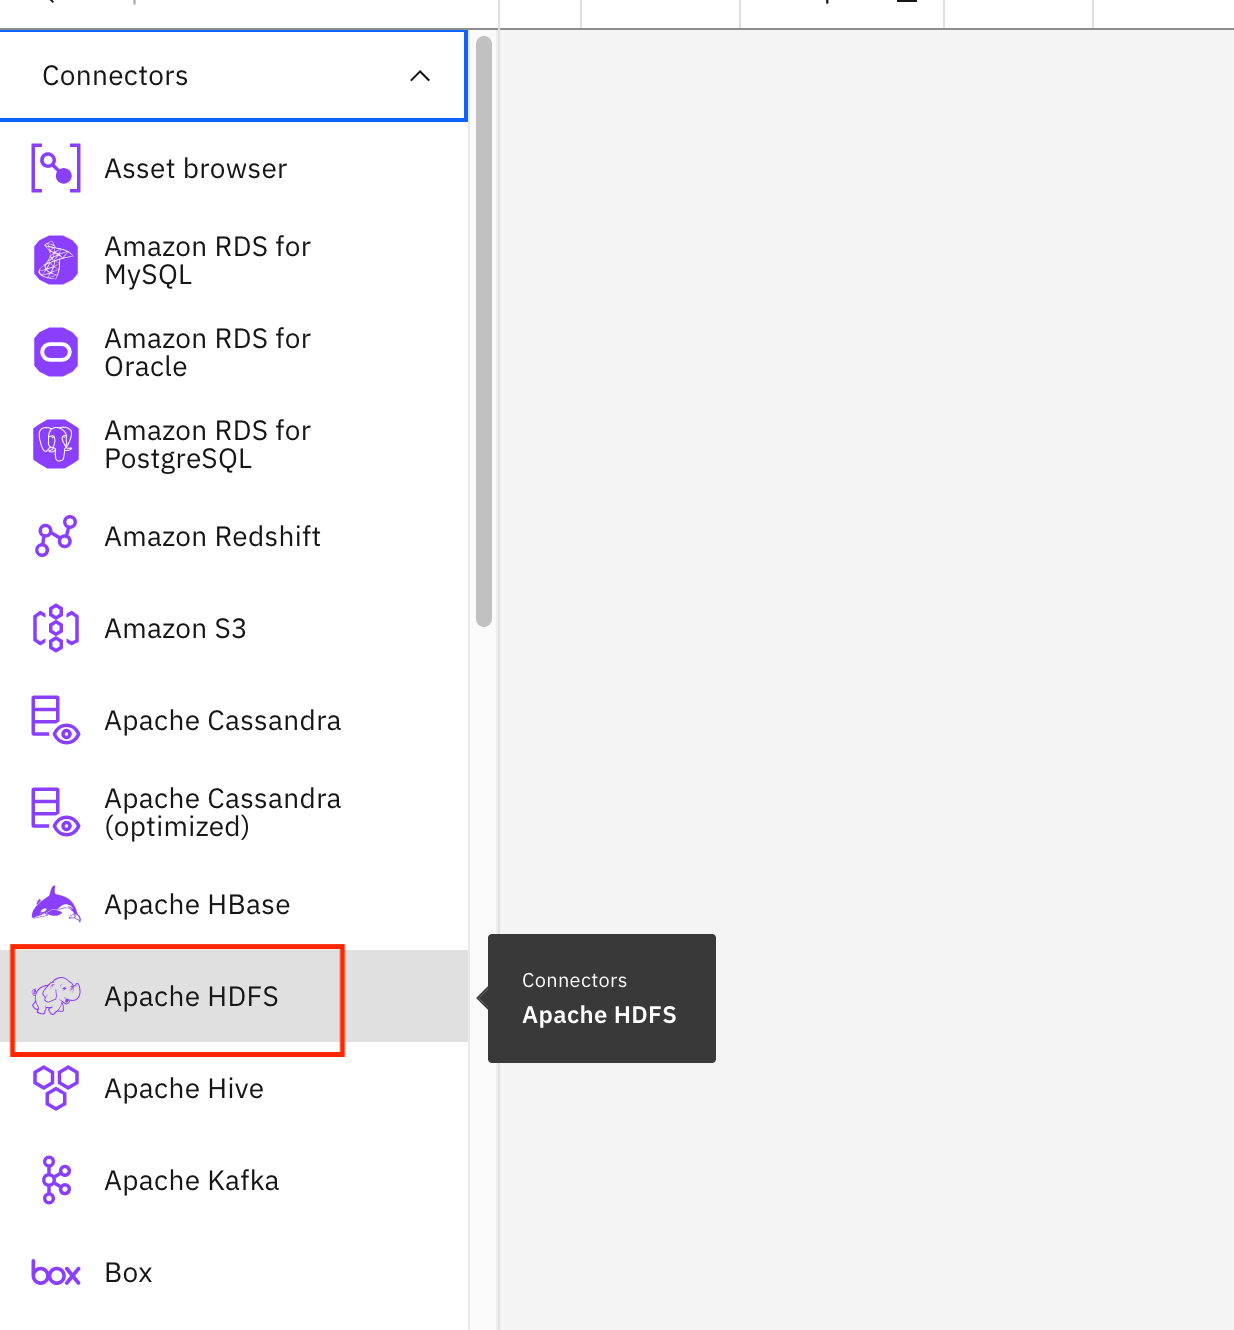 Connectors
Asset browser
Amazon RDS for
MySQL
Amazon RDS for
Oracle
Amazon RDS for
PostgreSQL
Amazon Redshift
Amazon S3
Apache Cassandra
Apache Cassandra
(optimized)
Apache HBase
Apache HDFS
Connectors
Apache HDFS
Apache Hive
Apache Kafka
box Box